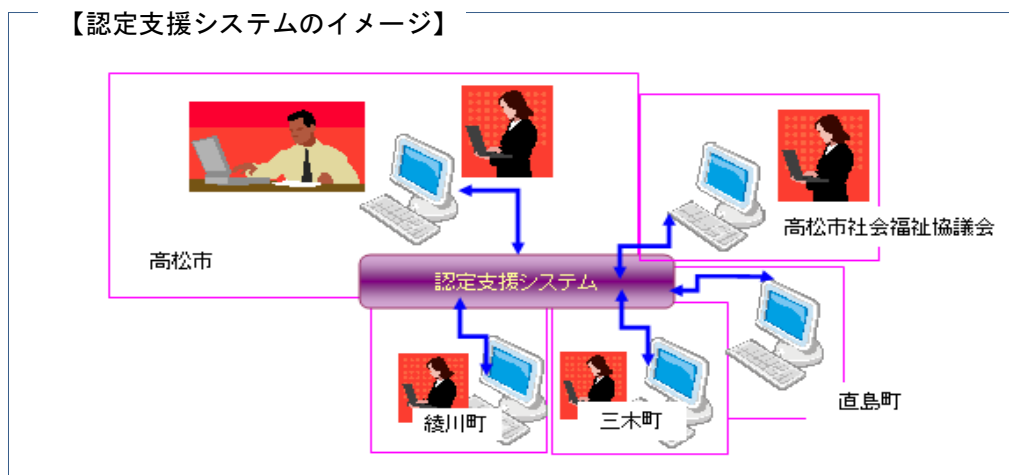 【認定支援システムのイメージ】
高松市社会福祉協議会
高松市
認定支援システム
綾川町
三木町
直島町